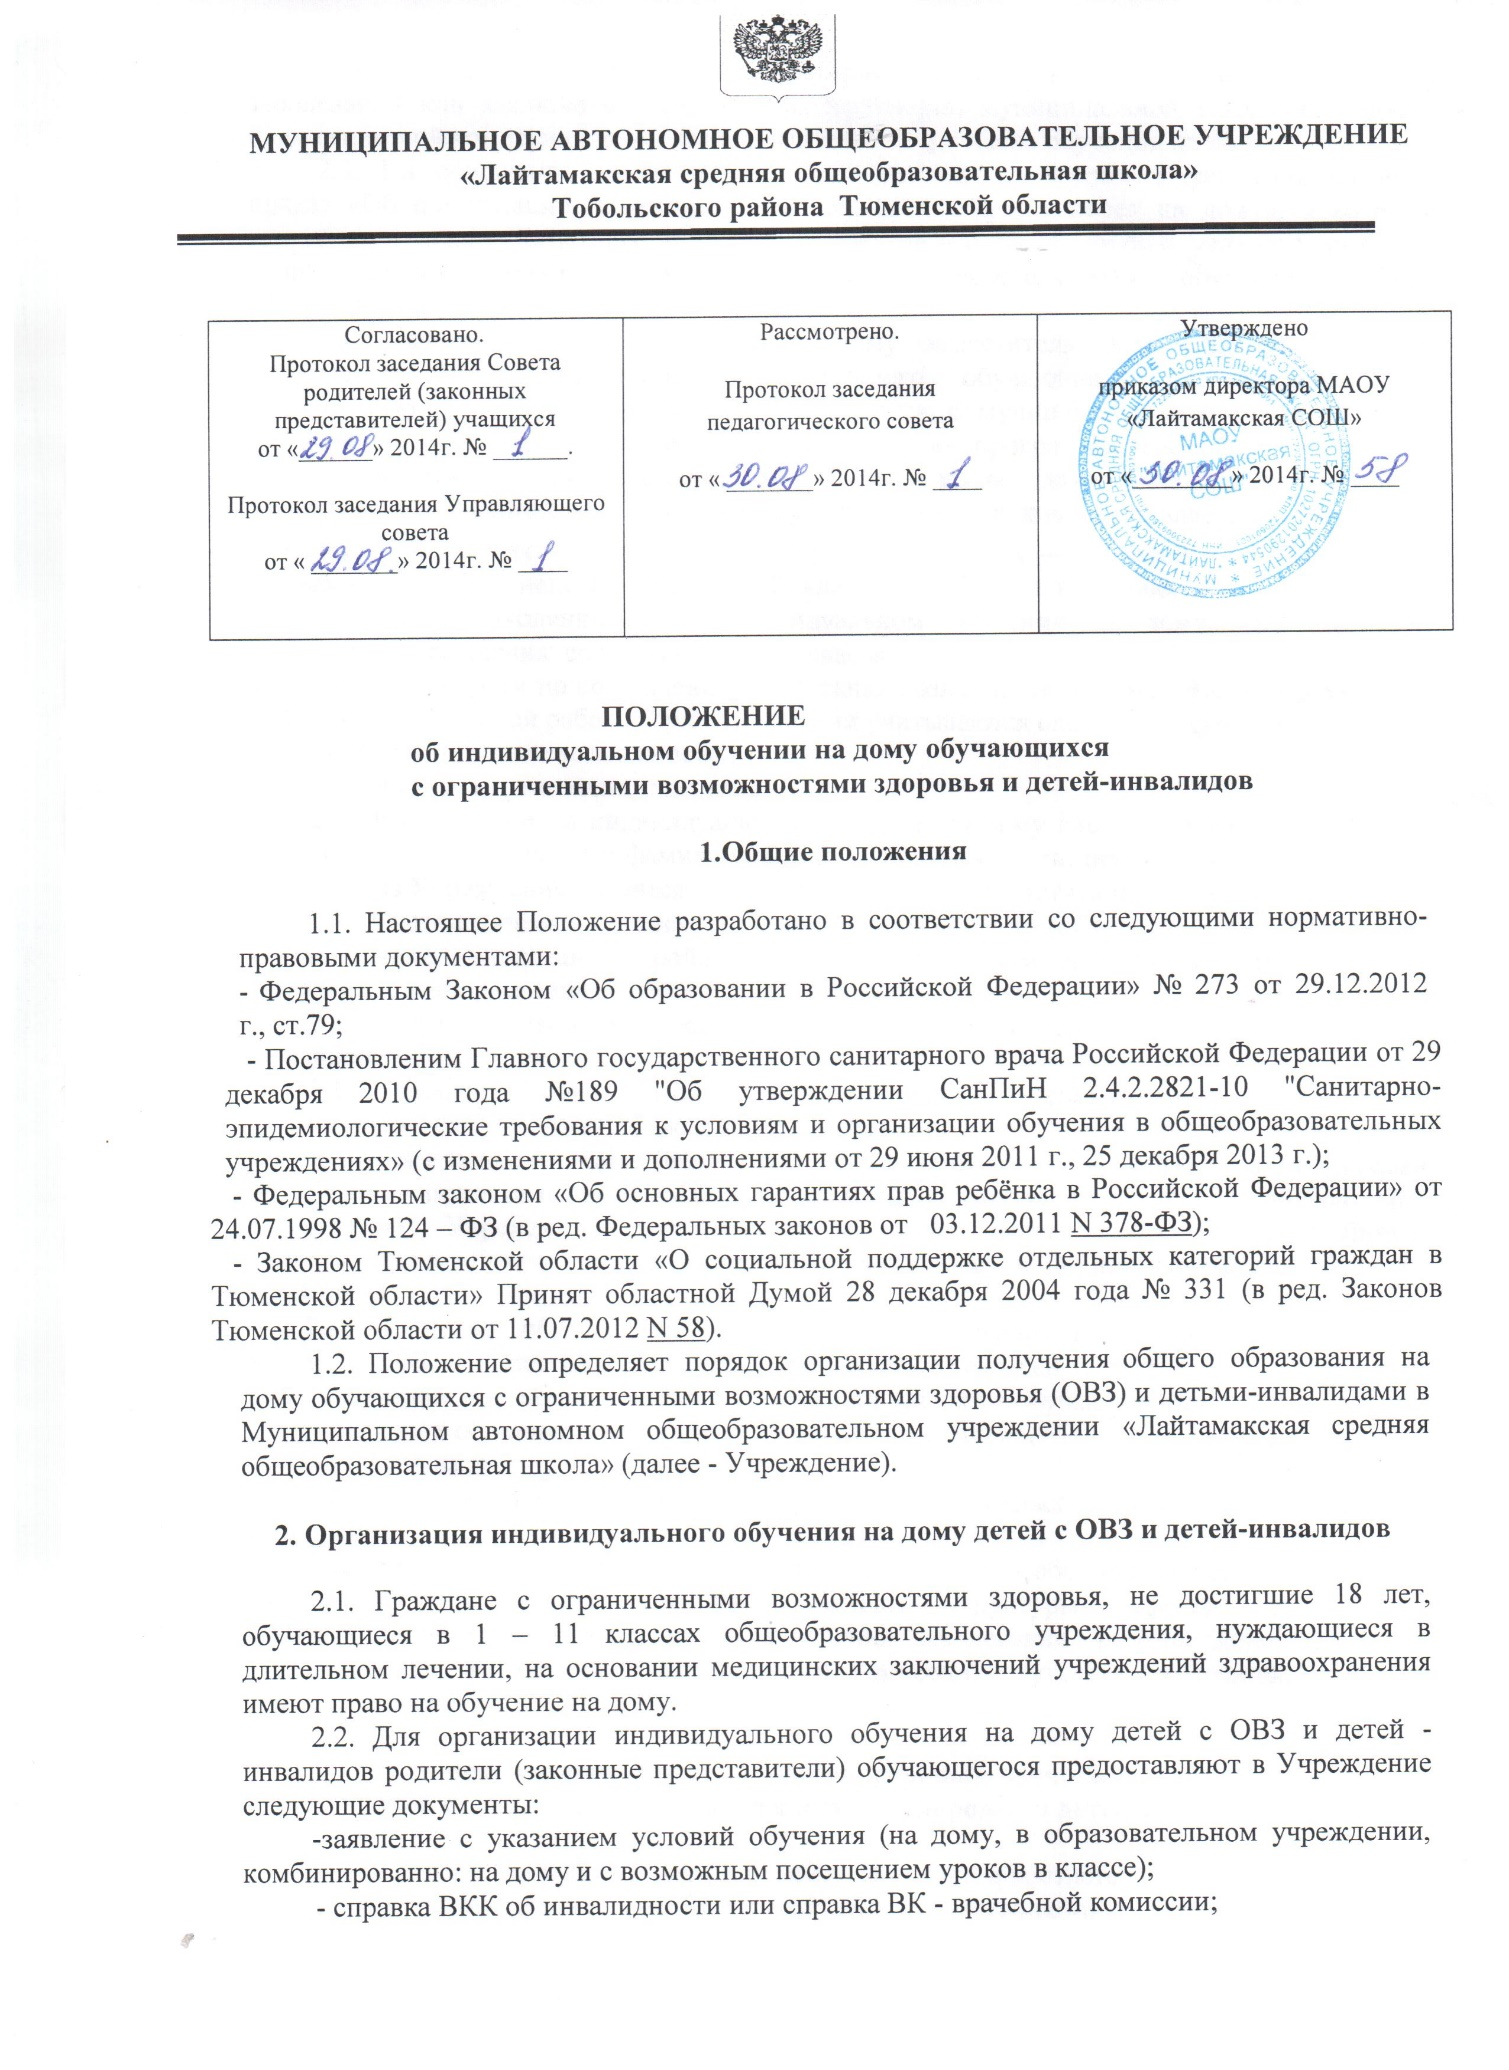 МУНИЦИПАЛЬНОЕ АВТОНОМНОЕ ОБЩЕОБРАЗОВАТЕЛЬНОЕ УЧРЕЖДЕНИЕ
«Лайтамакская средняя общеобразовательная школа»
Тобольского района Тюменской области
Согласовано.
Протокол заседания Совета
родителей (законных
представителей) учащихся
от «29.08» 2014г. № 1.
Протокол заседания Управляющего
совета
от «29.08.» 2014г. № 1
Рассмотрено.
Протокол заседания
педагогического совета
от «30.08» 2014г. № 1
Утверждено
приказом директора МАОУ
«Лайтамакская СОШ»
от «30.08» 2014г. № 58
МАОУ
"Лайтамакская
СОШ"
ПОЛОЖЕНИЕ
об индивидуальном обучении на дому обучающихся
с ограниченными возможностями здоровья и детей-инвалидов
1.Общие положения
1.1. Настоящее Положение разработано в соответствии со следующими нормативно-
правовыми документами:
- Федеральным Законом «Об образовании в Российской Федерации» № 273 от 29.12.2012
г., ст.79;
- Постановленим Главного государственного санитарного врача Российской Федерации от 29
декабря 2010 года №189 "Об утверждении СанПиН 2.4.2.2821-10 "Санитарно-
эпидемиологические требования к условиям и организации обучения в общеобразовательных
учреждениях» (с изменениями и дополнениями от 29 июня 2011 г., 25 декабря 2013 г.);
- Федеральным законом «Об основных гарантиях прав ребёнка в Российской Федерации» от
24.07.1998 № 124 – ФЗ (в ред. Федеральных законов от 03.12.2011 N 378-ФЗ);
- Законом Тюменской области «О социальной поддержке отдельных категорий граждан в
Тюменской области» Принят областной Думой 28 декабря 2004 года № 331 (в ред. Законов
Тюменской области от 11.07.2012 N 58).
1.2. Положение определяет порядок организации получения общего образования на
дому обучающихся с ограниченными возможностями здоровья (ОВЗ) и детьми-инвалидами в
Муниципальном автономном общеобразовательном учреждении «Лайтамакская средняя
общеобразовательная школа» (далее - Учреждение).
2. Организация индивидуального обучения на дому детей с ОВЗ и детей-инвалидов
2.1. Граждане с ограниченными возможностями здоровья, не достигшие 18 лет,
обучающиеся в 1 – 11 классах общеобразовательного учреждения, нуждающиеся в
длительном лечении, на основании медицинских заключений учреждений здравоохранения
имеют право на обучение на дому.
2.2. Для организации индивидуального обучения на дому детей с ОВЗ и детей -
инвалидов родители (законные представители) обучающегося предоставляют в Учреждение
следующие документы:
-заявление с указанием условий обучения (на дому, в образовательном учреждении,
комбинированно: на дому и с возможным посещением уроков в классе);
- справка ВКК об инвалидности или справка ВК - врачебной комиссии;